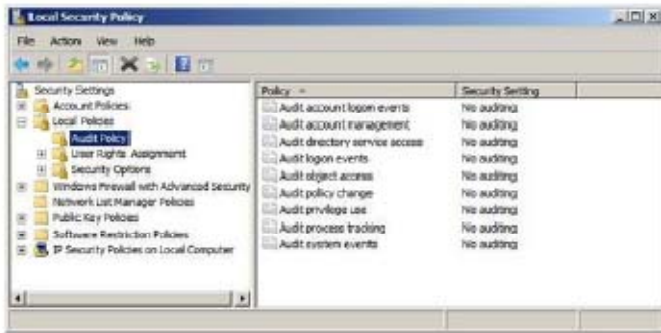 Local Security Policy
File Action View Help
Security Settings
Account Policies
Local Policies
Audit Policy
User Rights Assignment
Security Options
Windows Firewall with Advanced Security
Network List Manager Policies
Public Key Policies
Software Restriction Policies
IP Security Policies on Local Computer
Policy Security Setting
Audit account logon events No auditing
Audit account management No auditing
Audit directory service access No auditing
Audit logon events No auditing
Audit object access No auditing
Audit policy change No auditing
Audit privilege use No auditing
Audit process tracking No auditing
Audit system events No auditing